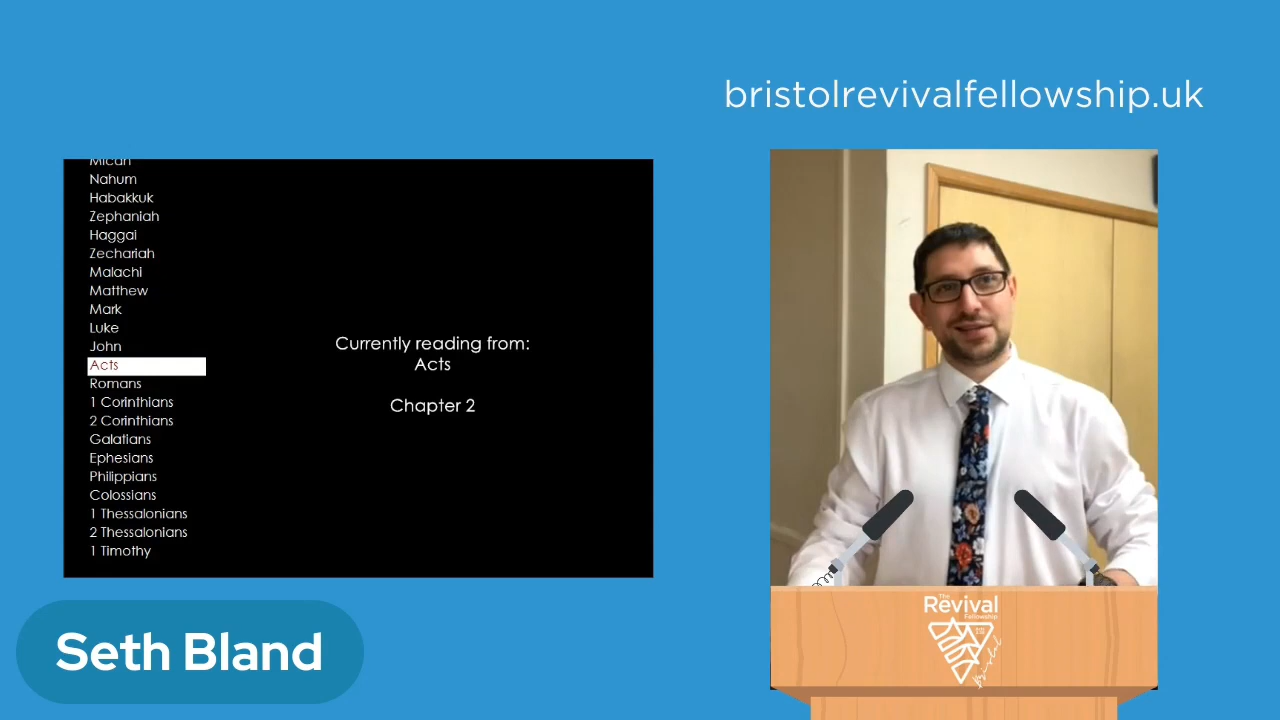 bristolrevivalfellowship.uk
Micah
Nahum
Habakkuk
Zephaniah
Haggai
Zechariah
Malachi
Matthew
Mark
Luke
John
Acts
Romans
1 Corinthians
2 Corinthians
Galatians
Ephesians
Philippians
Colossians
1 Thessalonians
2 Thessalonians
1 Timothy
Currently reading from:
Acts
Chapter 2
The
Revival
Fellowship
Bristol
Seth Bland